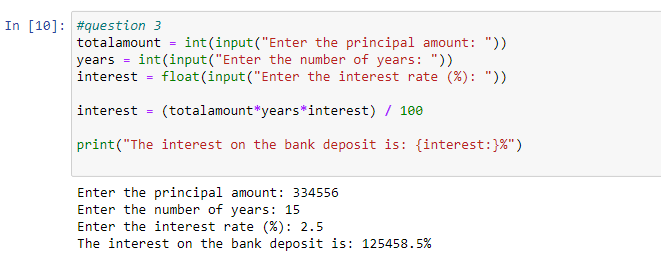 In [10]: #question 3
totalamount = int(input("Enter the principal amount: "))
years = int(input("Enter the number of years: "))
interest = float(input("Enter the interest rate (%): "))
interest = (totalamount*years*interest) / 100
print("The interest on the bank deposit is: {interest:}%")
Enter the principal amount: 334556
Enter the number of years: 15
Enter the interest rate (%): 2.5
The interest on the bank deposit is: 125458.5%